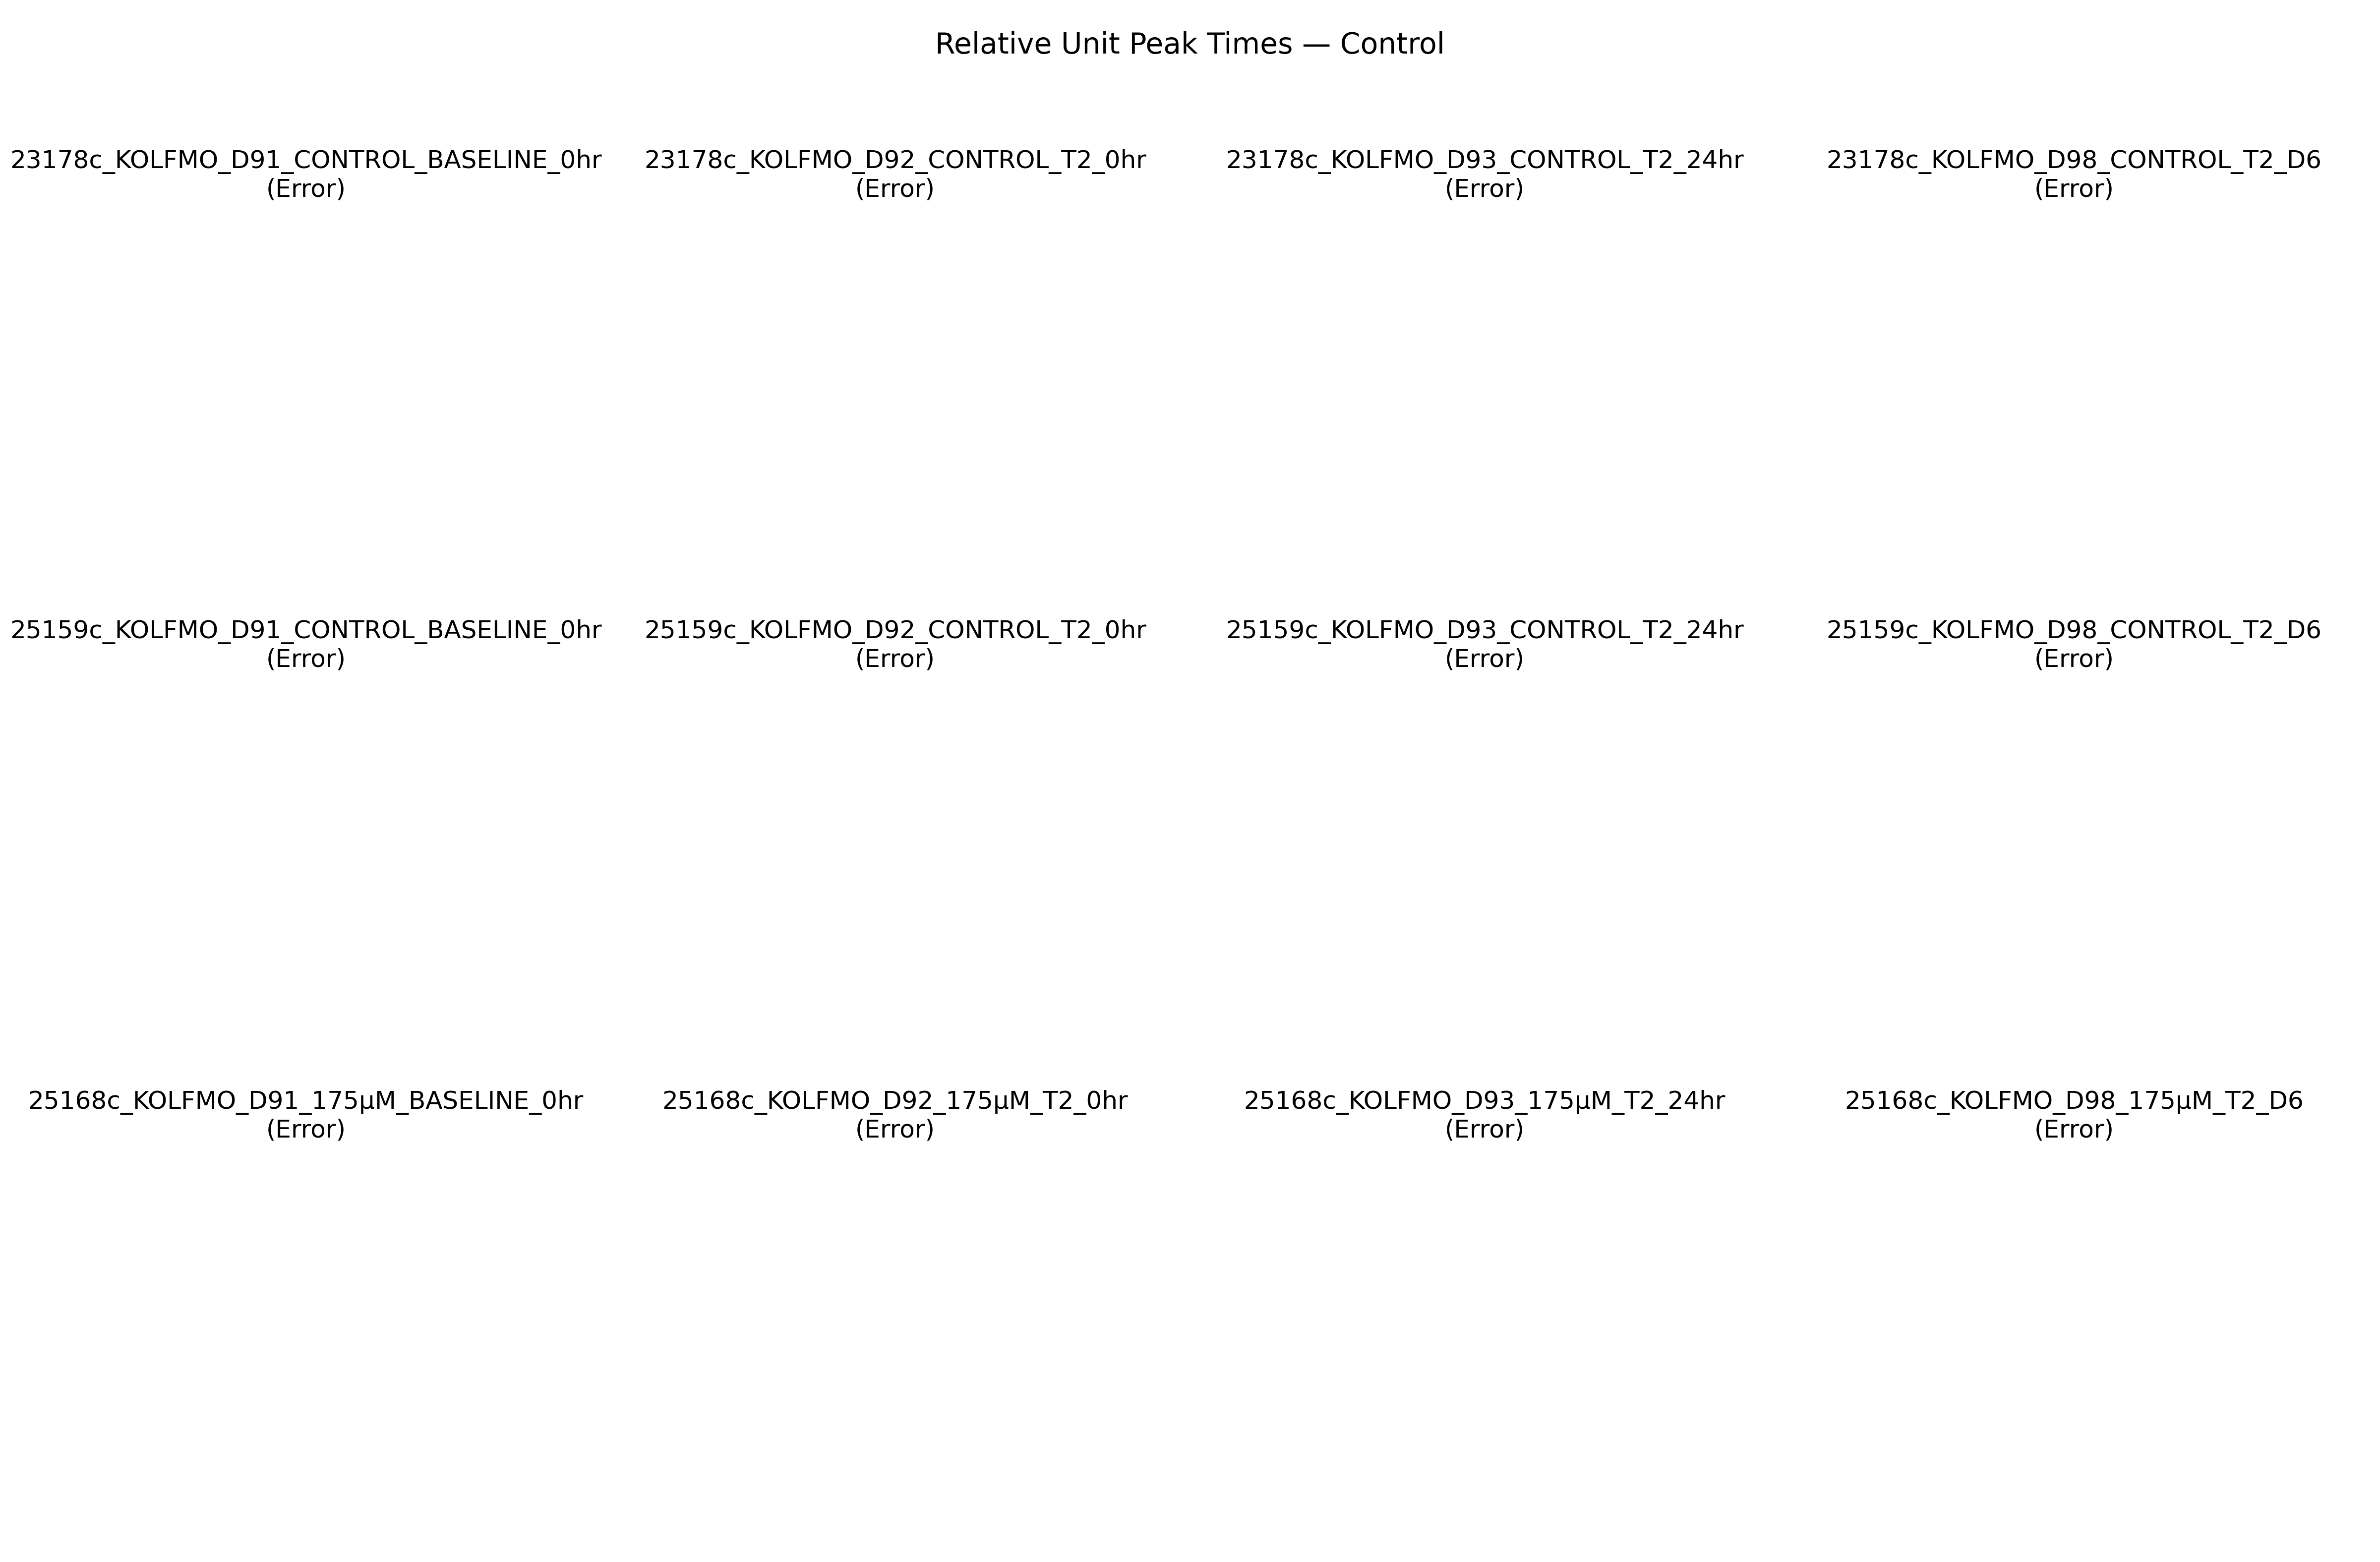 Relative Unit Peak Times — Control
23178c_KOLFMO_D91_CONTROL_BASELINE_0hr
(Error)
23178c_KOLFMO_D92_CONTROL_T2_0hr
(Error)
23178c_KOLFMO_D93_CONTROL_T2_24hr
(Error)
23178c_KOLFMO_D98_CONTROL_T2_D6
(Error)
25159c_KOLFMO_D91_CONTROL_BASELINE_0hr
(Error)
25159c_KOLFMO_D92_CONTROL_T2_0hr
(Error)
25159c_KOLFMO_D93_CONTROL_T2_24hr
(Error)
25159c_KOLFMO_D98_CONTROL_T2_D6
(Error)
25168c_KOLFMO_D91_175µM_BASELINE_0hr
(Error)
25168c_KOLFMO_D92_175µM_T2_0hr
(Error)
25168c_KOLFMO_D93_175µM_T2_24hr
(Error)
25168c_KOLFMO_D98_175µM_T2_D6
(Error)